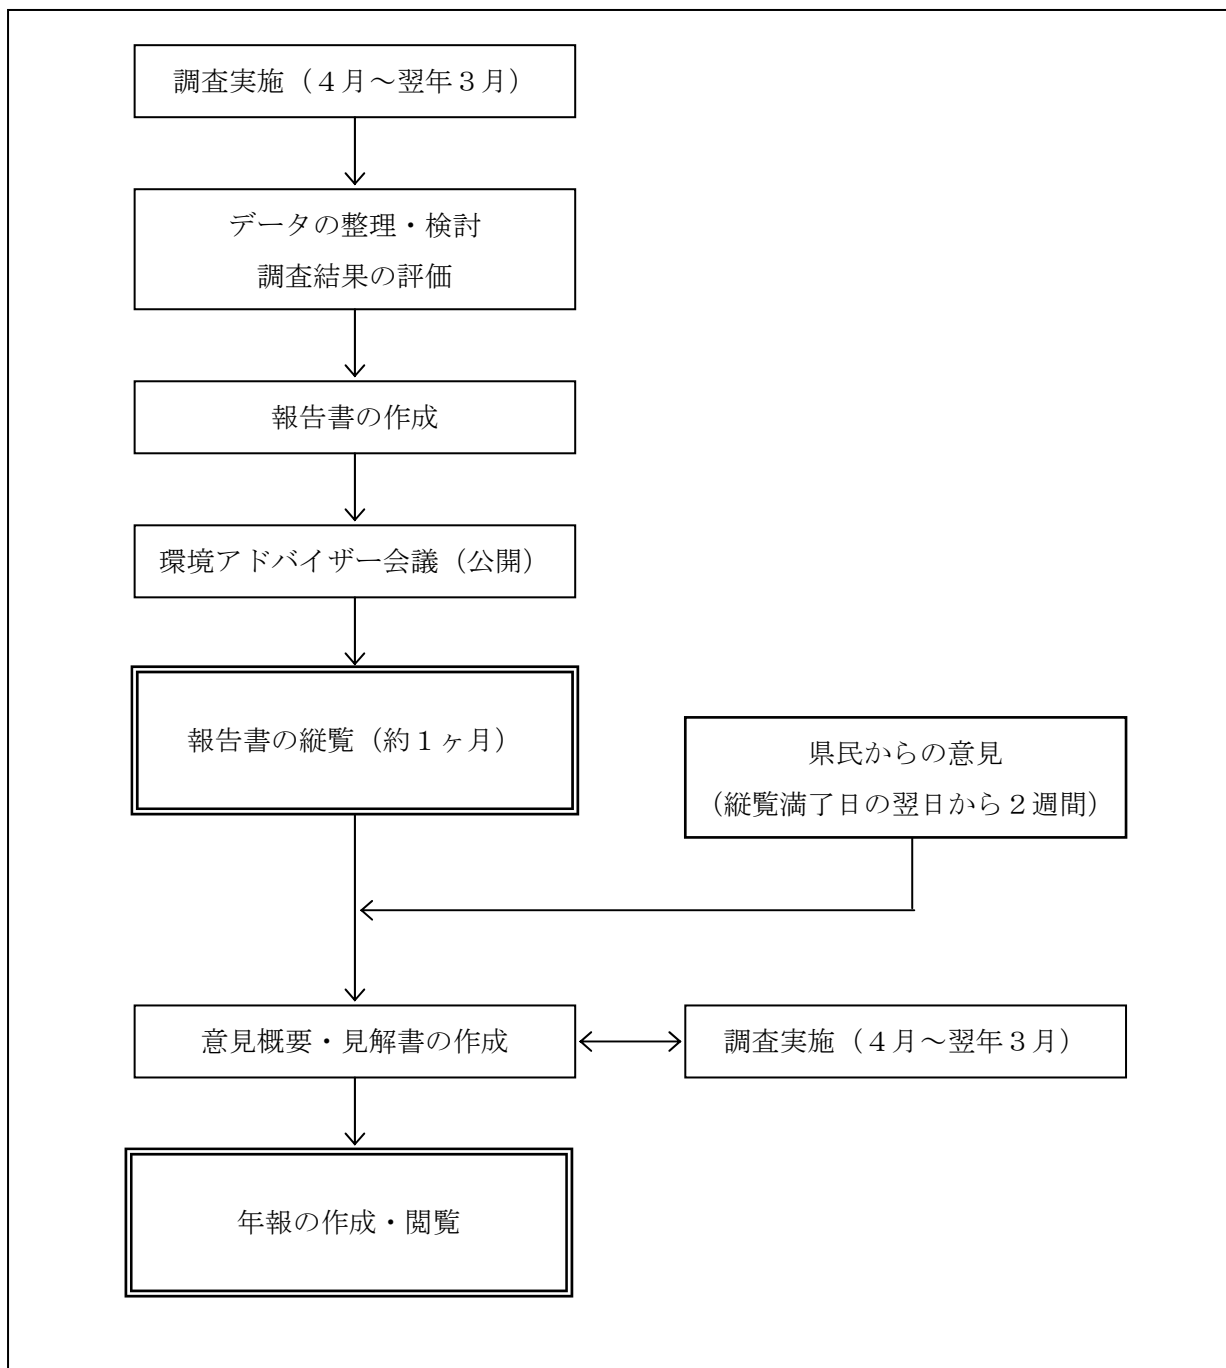 調査実施（４月～翌年３月）
データの整理・検討
調査結果の評価
報告書の作成
環境アドバイザー会議（公開）
報告書の縦覧（約１ヶ月）
県民からの意見
（縦覧満了日の翌日から２週間）
意見概要・見解書の作成
調査実施（４月～翌年３月）
年報の作成・閲覧